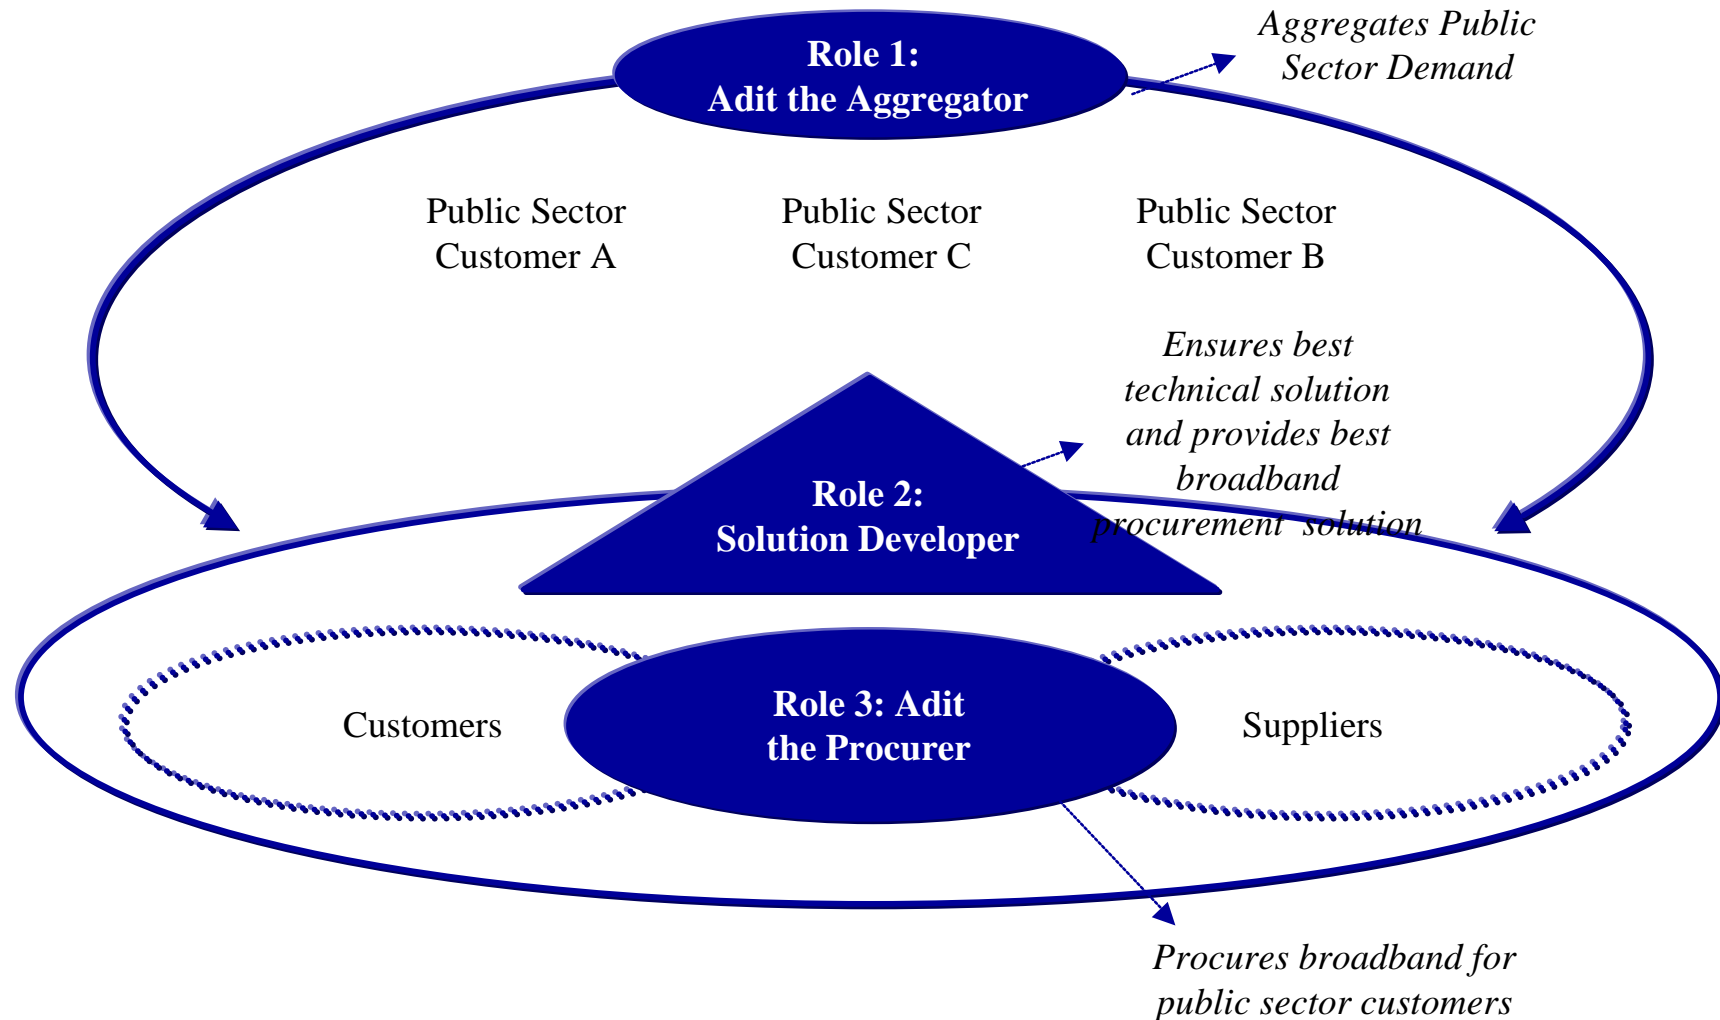 Role 1:
Adit the Aggregator
Aggregates Public
Sector Demand
Public Sector
Customer A
Public Sector
Customer C
Public Sector
Customer B
Ensures best
technical solution
and provides best
broadband
procurement solution
Role 2:
Solution Developer
Customers
Role 3: Adit
the Procurer
Suppliers
Procures broadband for
public sector customers